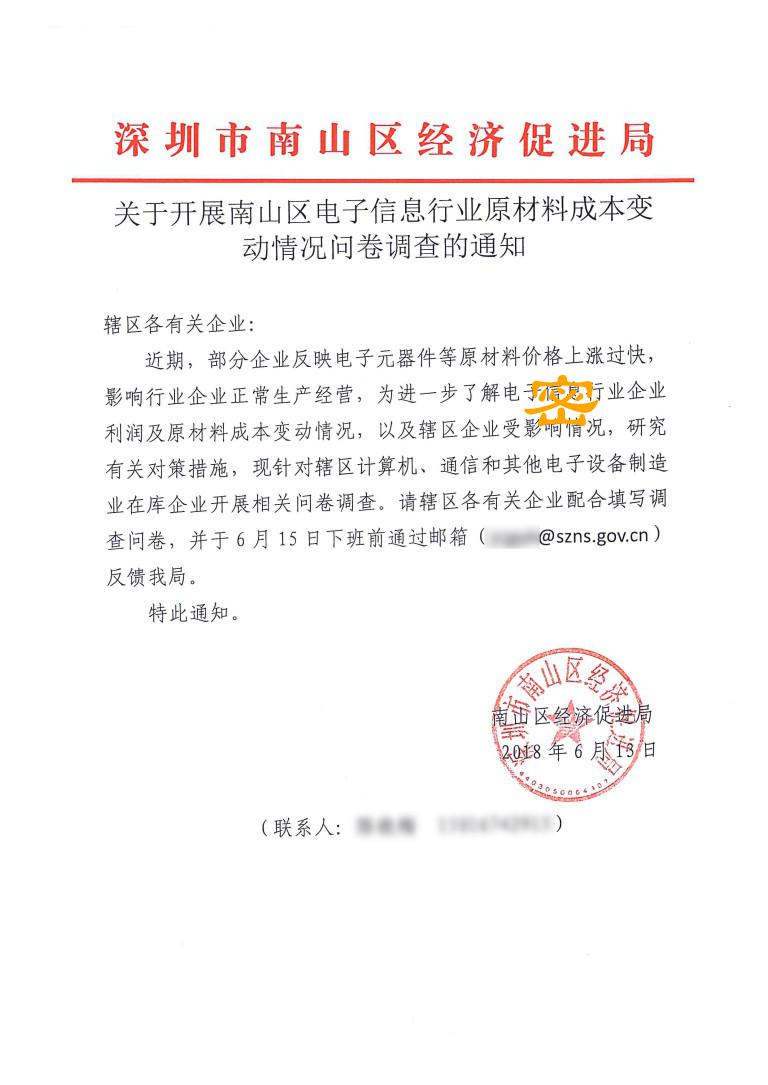 深圳市南山区经济促进局
关于开展南山区电子信息行业原材料成本变
动情况问卷调查的通知
辖区各有关企业：
近期，部分企业反映电子元器件等原材料价格上涨过快，
影响行业企业正常生产经营，为进一步了解电子信息行业企业
密
利润及原材料成本变动情况，以及辖区企业受影响情况，研究
有关对策措施，现针对辖区计算机、通信和其他电子设备制造
业在库企业开展相关问卷调查。请辖区各有关企业配合填写调
查问卷，并于6月15日下班前通过邮箱（@szns.gov.cn）
反馈我局。
特此通知。
深圳市南山区经济促进局
南山区经济促进局
2018年6月13日
（联系人：）